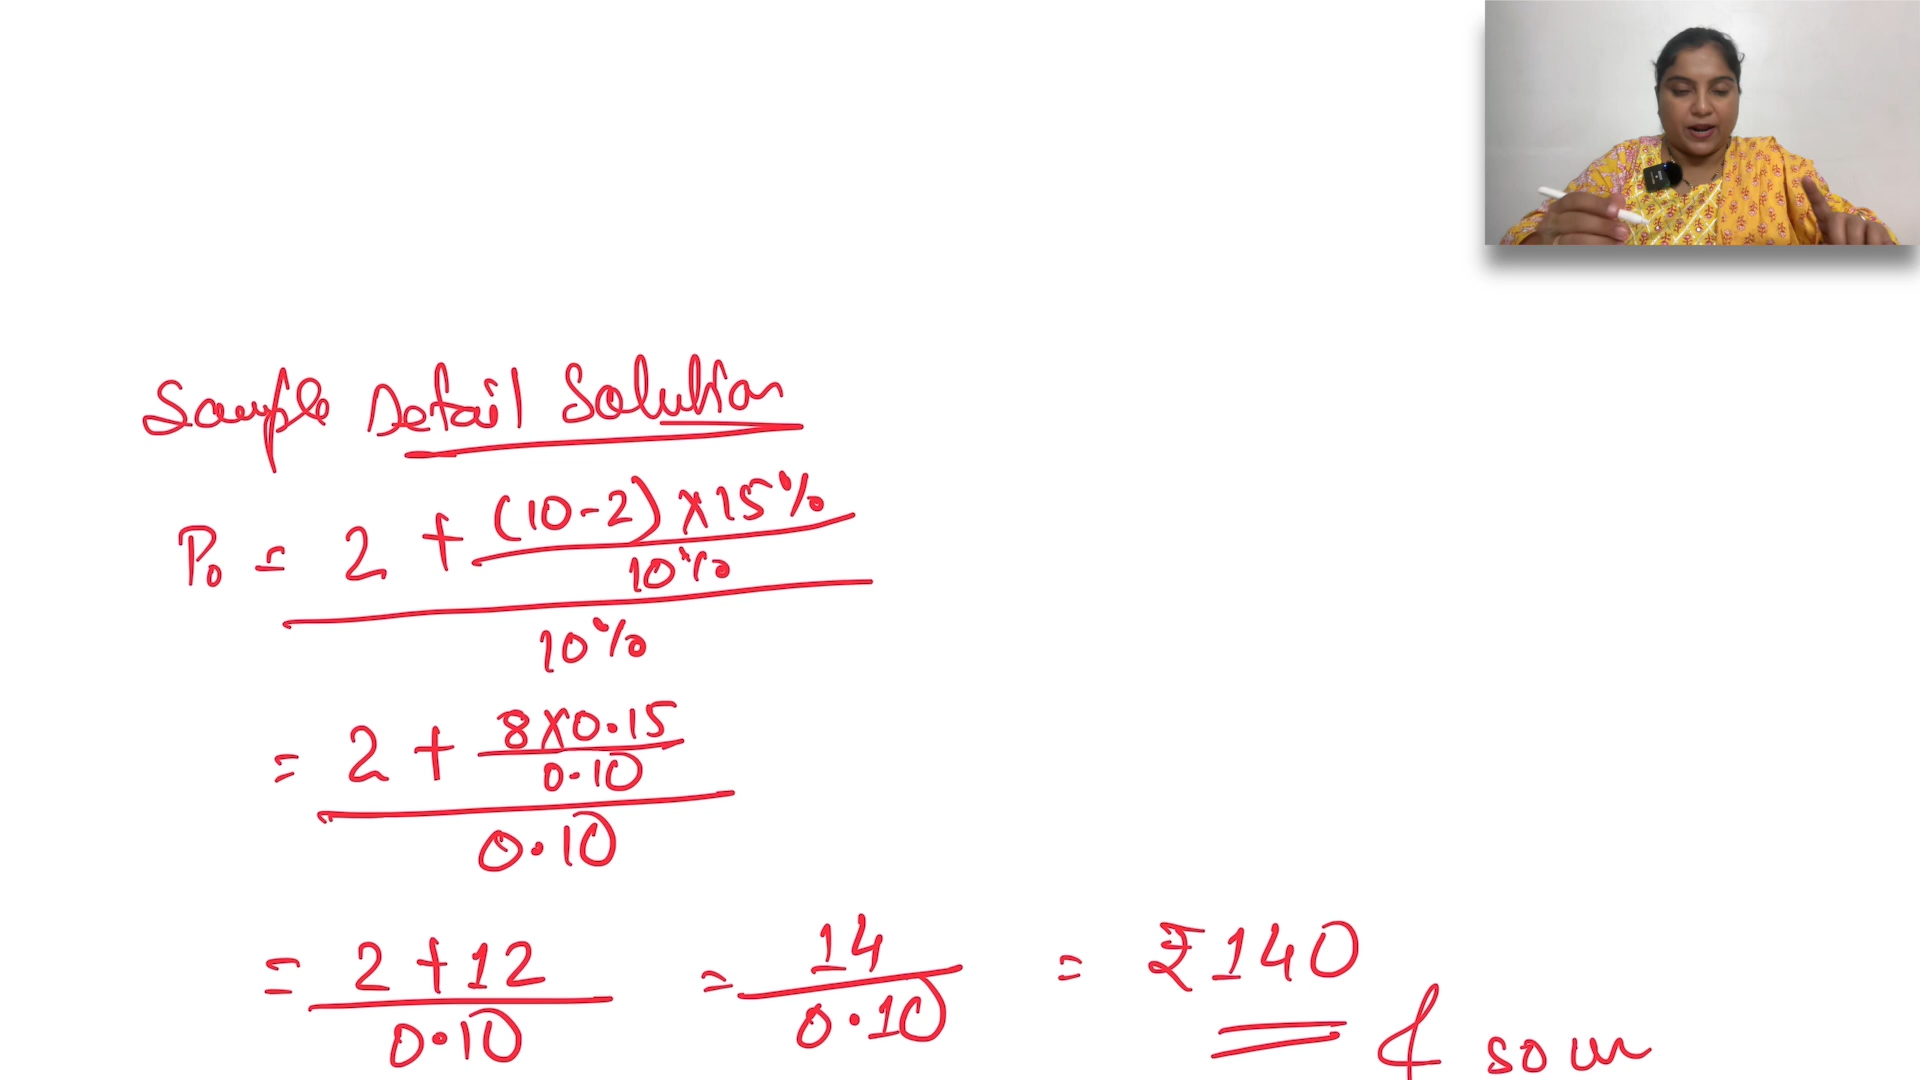 Sample Detail Solution
P0 = 2 + (10-2) × 15% / 10%
10%
= 2 + 8×0.15 / 0.10
0.10
= 2 + 12 / 0.10 = 14 / 0.10 = ₹140
& so